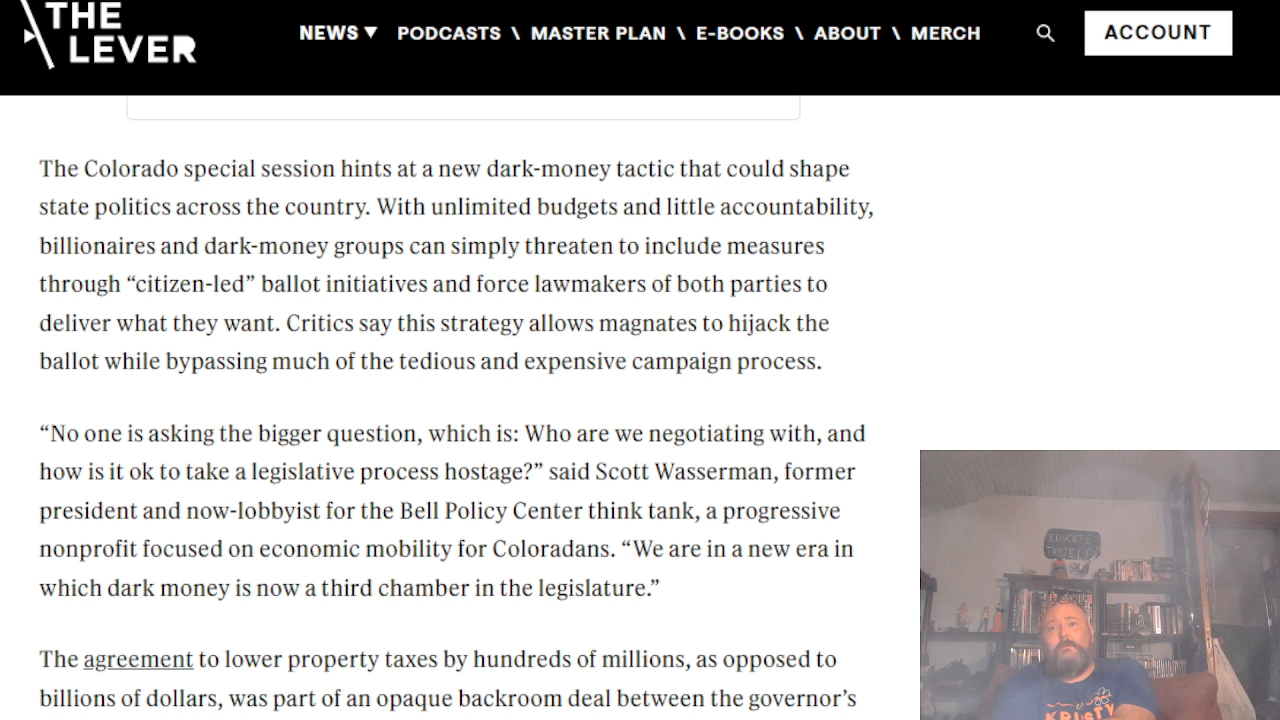 THE
LEVER
NEWS ▼ PODCASTS \ MASTER PLAN \ E-BOOKS \ ABOUT \ MERCH
ACCOUNT
The Colorado special session hints at a new dark-money tactic that could shape
state politics across the country. With unlimited budgets and little accountability,
billionaires and dark-money groups can simply threaten to include measures
through “citizen-led” ballot initiatives and force lawmakers of both parties to
deliver what they want. Critics say this strategy allows magnates to hijack the
ballot while bypassing much of the tedious and expensive campaign process.
“No one is asking the bigger question, which is: Who are we negotiating with, and
how is it ok to take a legislative process hostage?” said Scott Wasserman, former
president and now-lobbyist for the Bell Policy Center think tank, a progressive
nonprofit focused on economic mobility for Coloradans. “We are in a new era in
which dark money is now a third chamber in the legislature.”
The agreement to lower property taxes by hundreds of millions, as opposed to
billions of dollars, was part of an opaque backroom deal between the governor’s
EDUCATE
THYSELF
KRUSTY